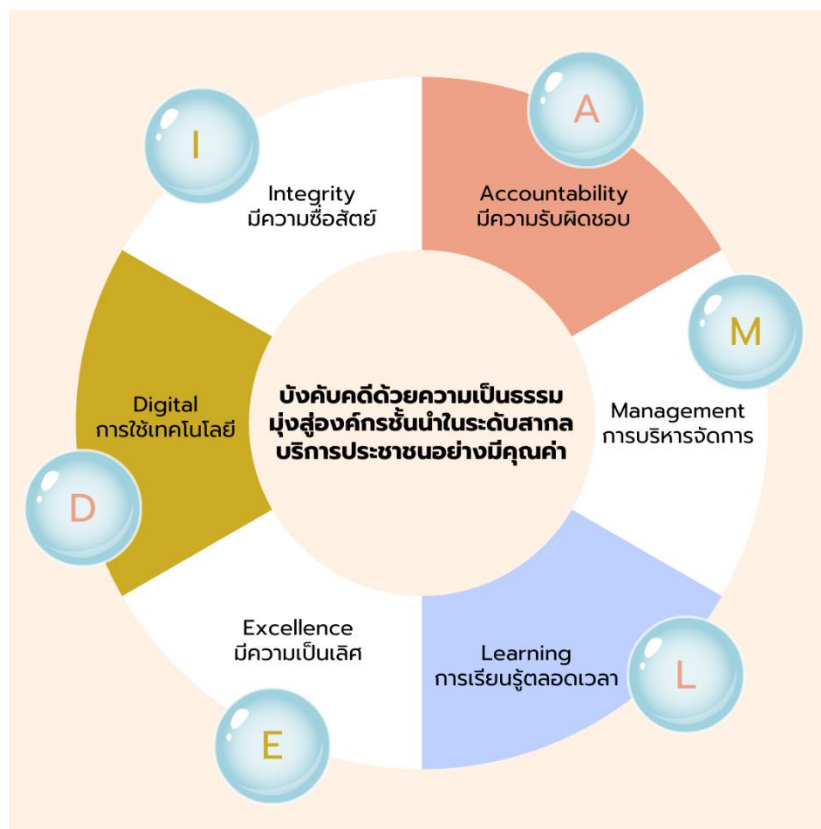 I
Integrity
มีความซื่อสัตย์
A
Accountability
มีความรับผิดชอบ
M
Management
การบริหารจัดการ
L
Learning
การเรียนรู้ตลอดเวลา
E
Excellence
มีความเป็นเลิศ
D
Digital
การใช้เทคโนโลยี
บังคับคดีด้วยความเป็นธรรม
มุ่งสู่องค์กรชั้นนำในระดับสากล
บริการประชาชนอย่างมีคุณค่า